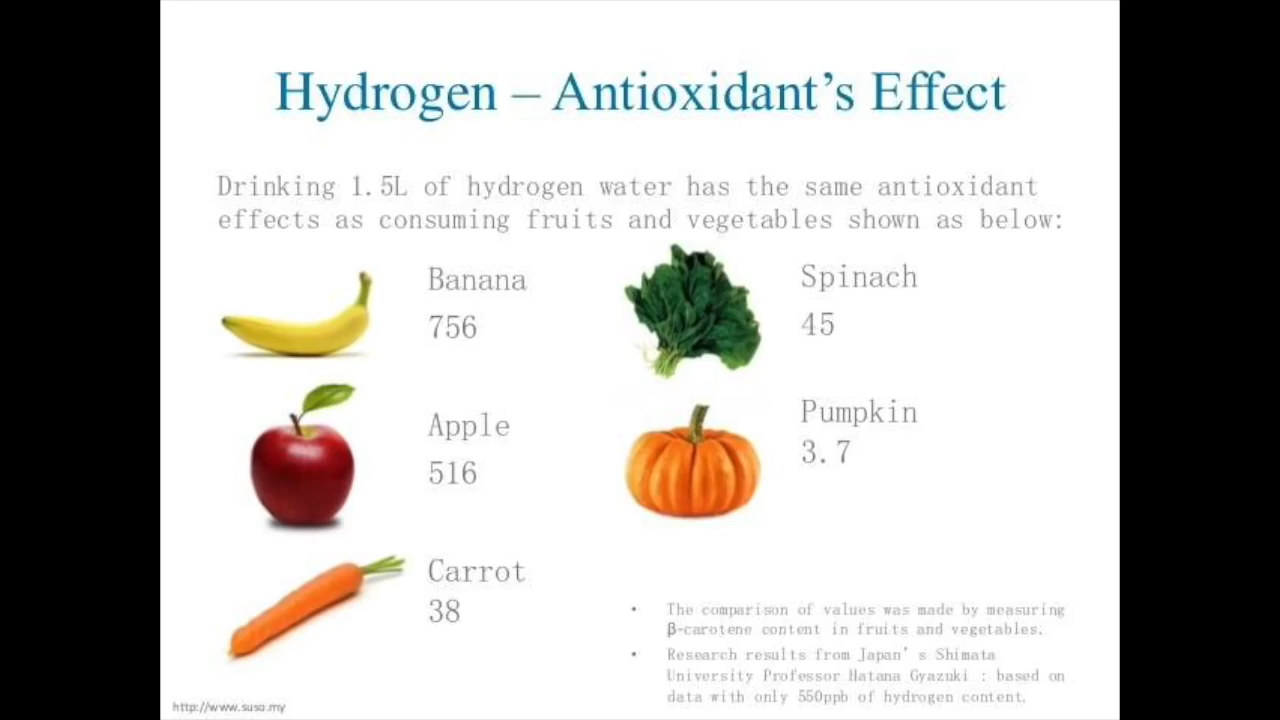 Hydrogen – Antioxidant’s Effect
Drinking 1.5L of hydrogen water has the same antioxidant
effects as consuming fruits and vegetables shown as below:
Banana
756
Spinach
45
Apple
516
Pumpkin
3.7
Carrot
38
• The comparison of values was made by measuring
β-carotene content in fruits and vegetables.
• Research results from Japan’s Shimata
University Professor Hatana Gyazuki : based on
data with only 550ppb of hydrogen content.
http://www.suso.my